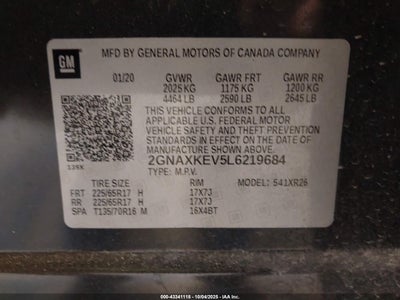 GM
MFD BY GENERAL MOTORS OF CANADA COMPANY
01/20 GVWR GAWR FRT GAWR RR
2025 KG 1175 KG 1200 KG
4464 LB 2590 LB 2645 LB
THIS VEHICLE CONFORMS TO ALL
APPLICABLE U.S. FEDERAL MOTOR
VEHICLE SAFETY AND THEFT PREVENTION
STANDARDS IN EFFECT ON THE DATE OF
MANUFACTURE SHOWN ABOVE.
2GNAXKEV5L6219684
TYPE: M.P.V.
TIRE SIZE RIM MODEL: 541XR26
FRT 225/65R17 H 17X7J
RR 225/65R17 H 17X7J
SPA T135/70R16 M 16X4BT
000-43341118 - 10/04/2025 - www.iaai.com